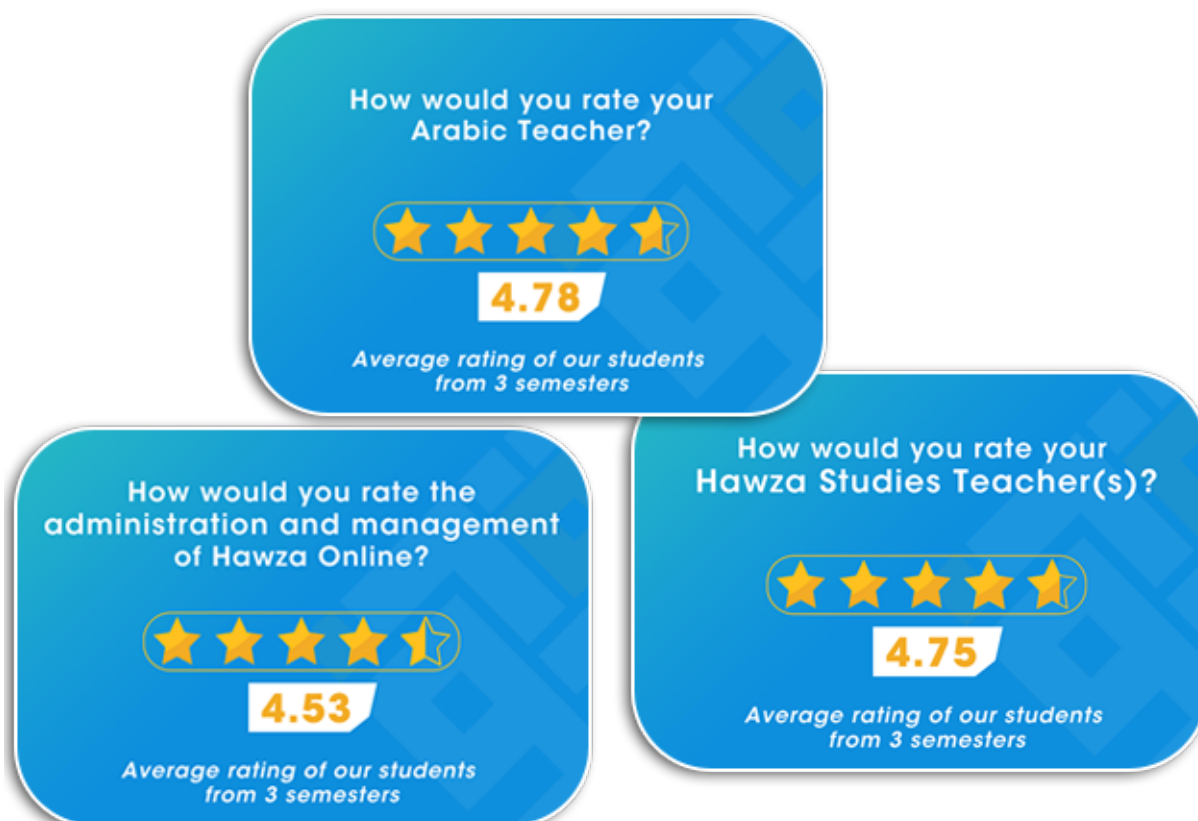 How would you rate your
Arabic Teacher?
4.78
Average rating of our students
from 3 semesters
How would you rate the
administration and management
of Hawza Online?
4.53
Average rating of our students
from 3 semesters
How would you rate your
Hawza Studies Teacher(s)?
4.75
Average rating of our students
from 3 semesters